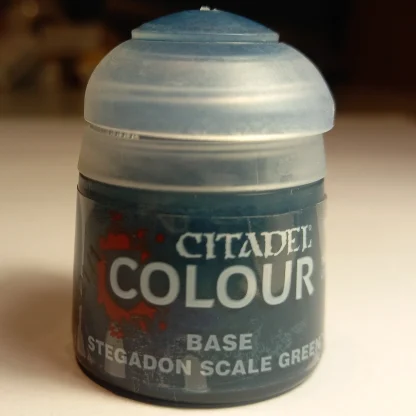 CITADEL
COLOUR
BASE
STEGADON SCALE GREEN